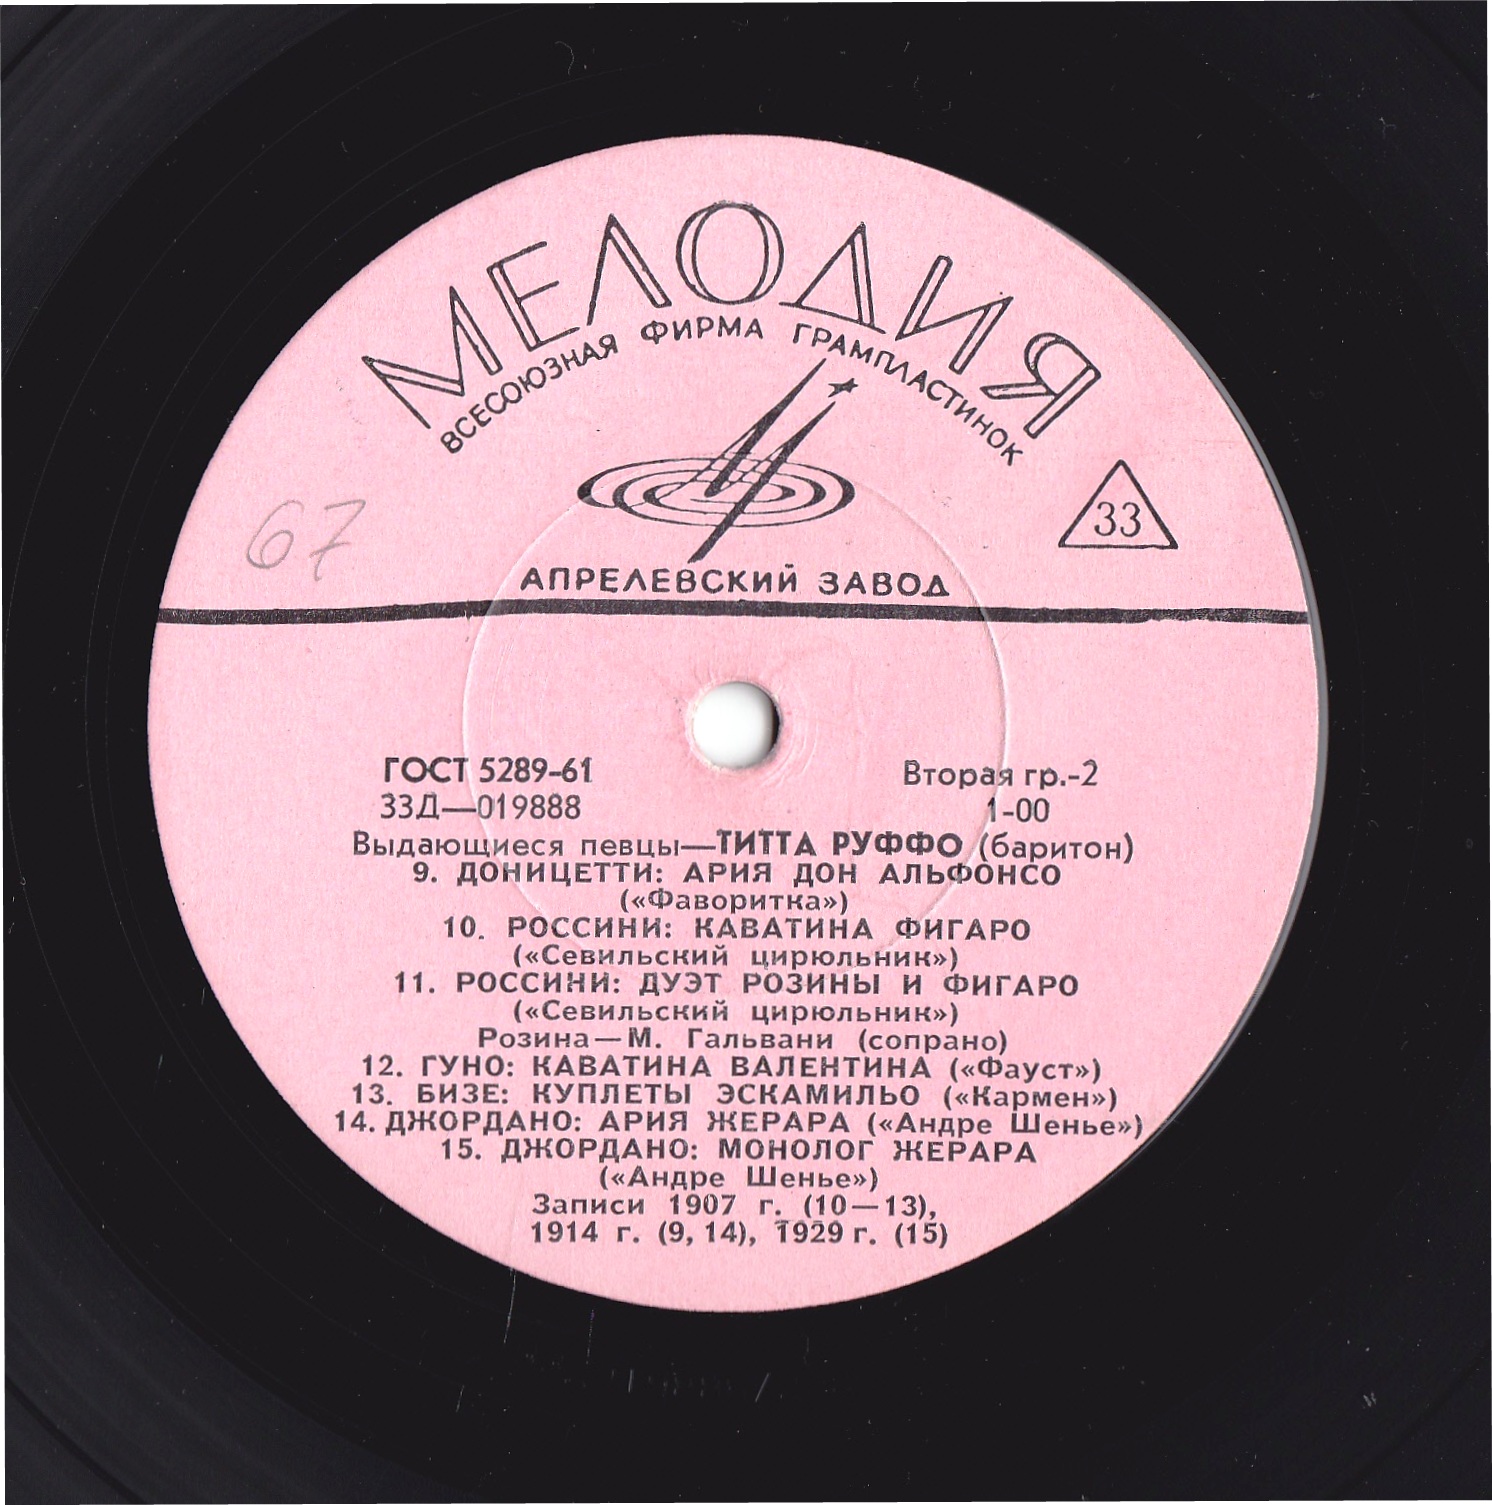 МЕЛОДИЯ
ВСЕСОЮЗНАЯ ФИРМА ГРАМПЛАСТИНОК
33
67
АПРЕЛЕВСКИЙ ЗАВОД
ГОСТ 5289-61 Вторая гр.-2
33Д—019888 1-00
Выдающиеся певцы—ТИТТА РУФФО (баритон)
9. ДОНИЦЕТТИ: АРИЯ ДОН АЛЬФОНСО
(«Фаворитка»)
10. РОССИНИ: КАВАТИНА ФИГАРО
(«Севильский цирюльник»)
11. РОССИНИ: ДУЭТ РОЗИНЫ И ФИГАРО
(«Севильский цирюльник»)
Розина—М. Гальвани (сопрано)
12. ГУНО: КАВАТИНА ВАЛЕНТИНА («Фауст»)
13. БИЗЕ: КУПЛЕТЫ ЭСКАМИЛЬО («Кармен»)
14. ДЖОРДАНО: АРИЯ ЖЕРАРА («Андре Шенье»)
15. ДЖОРДАНО: МОНОЛОГ ЖЕРАРА
(«Андре Шенье»)
Записи 1907 г. (10—13),
1914 г. (9, 14), 1929 г. (15)